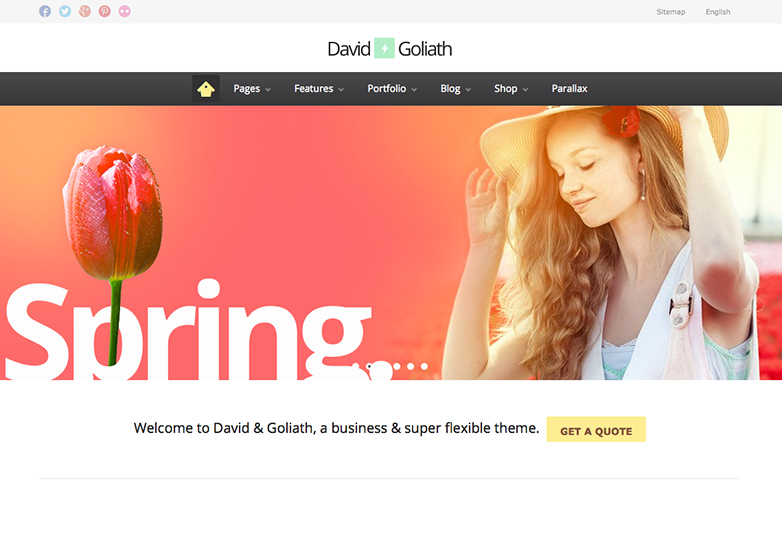 Sitemap English
David Goliath
Pages Features Portfolio Blog Shop Parallax
Spring.
Welcome to David & Goliath, a business & super flexible theme. GET A QUOTE